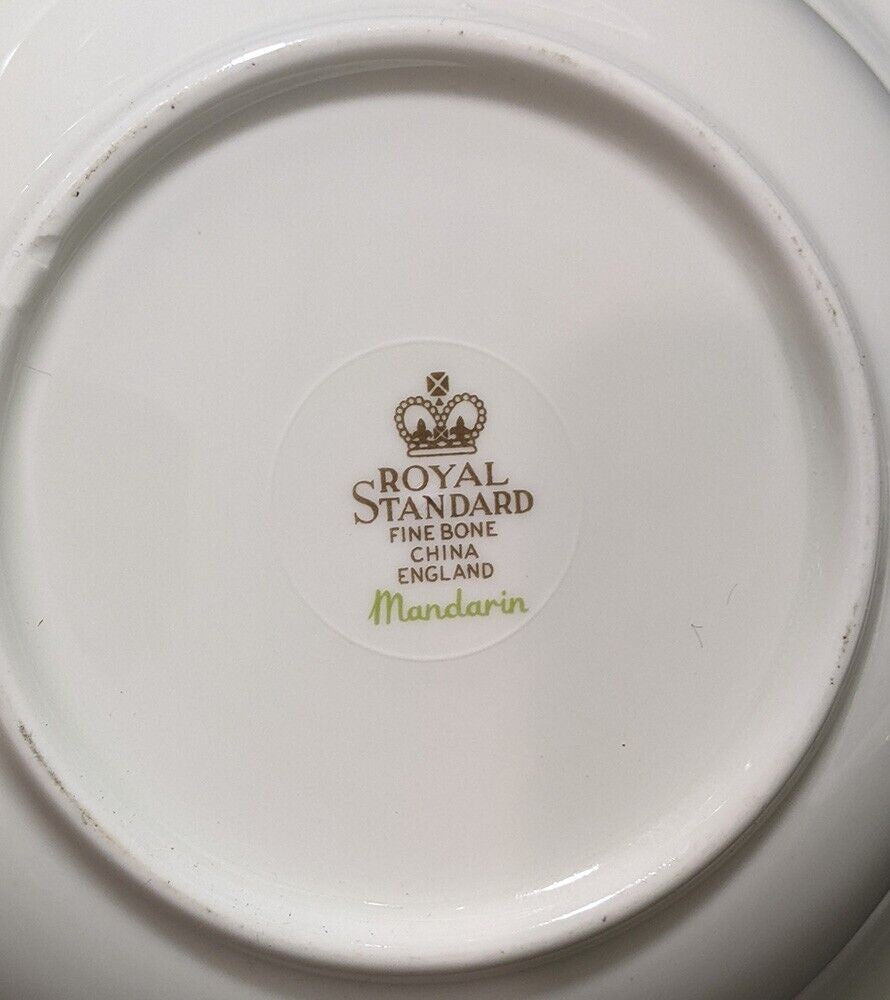 ROYAL
STANDARD
FINE BONE
CHINA
ENGLAND
Mandarin